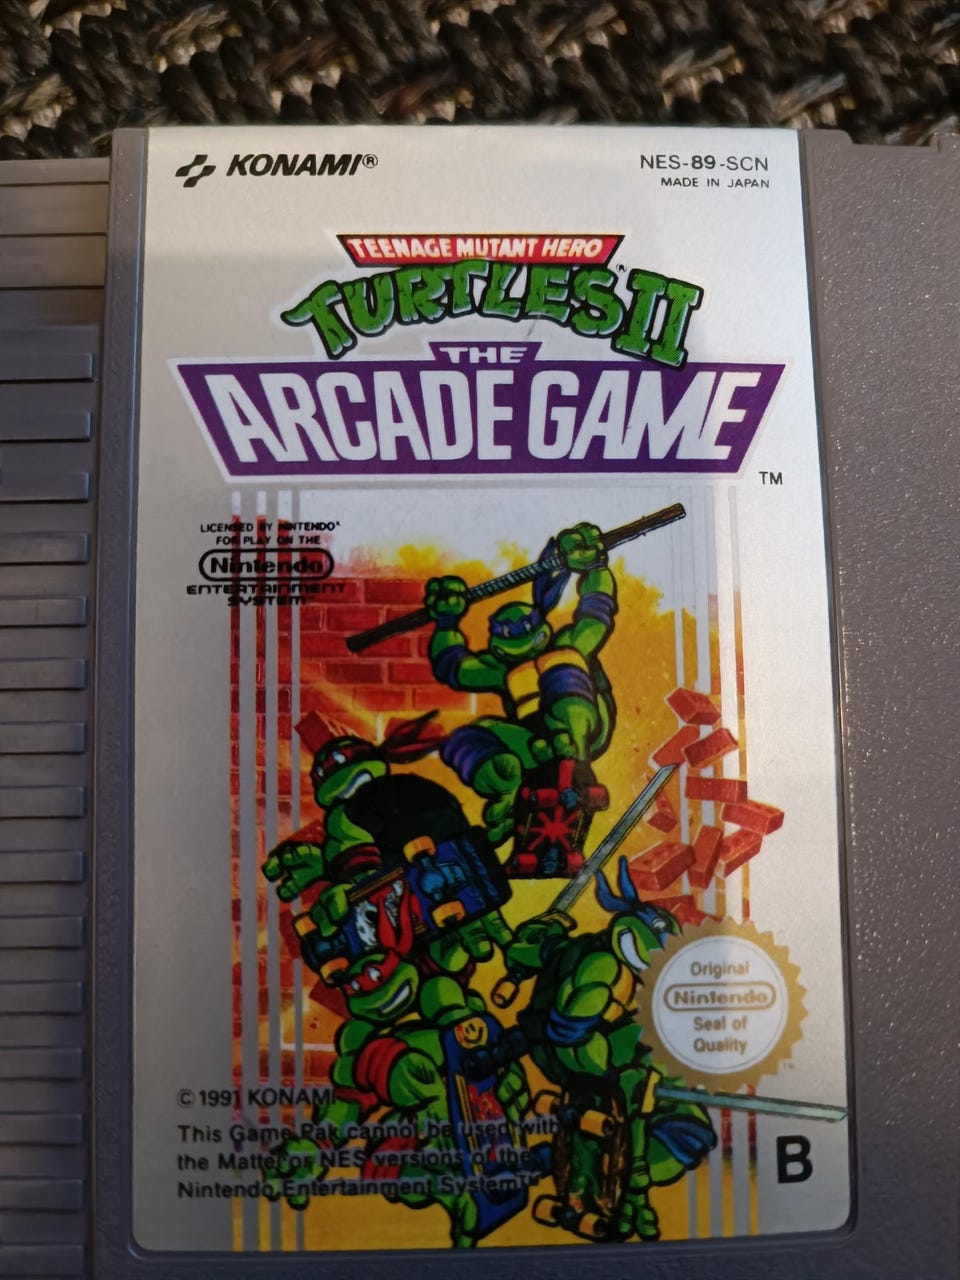 KONAMI®
NES-89-SCN
MADE IN JAPAN
TEENAGE MUTANT HERO
TURTLES® II
THE
ARCADE GAME
TM
LICENSED BY NINTENDO®
FOR PLAY ON THE
Nintendo
ENTERTAINMENT
SYSTEM™
Original
Nintendo
Seal of
Quality
TM
© 1991 KONAMI
This Game Pak cannot be used with
the Mattel or NES versions of the
Nintendo Entertainment System™
B